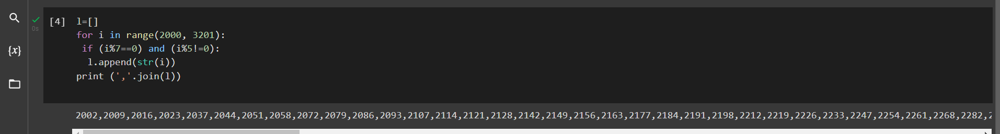 [4] l=[]
for i in range(2000, 3201):
 if (i%7==0) and (i%5!=0):
  l.append(str(i))
print (','.join(l))
0s
{x}
2002,2009,2016,2023,2037,2044,2051,2058,2072,2079,2086,2093,2107,2114,2121,2128,2142,2149,2156,2163,2177,2184,2191,2198,2212,2219,2226,2233,2247,2254,2261,2268,2282,2